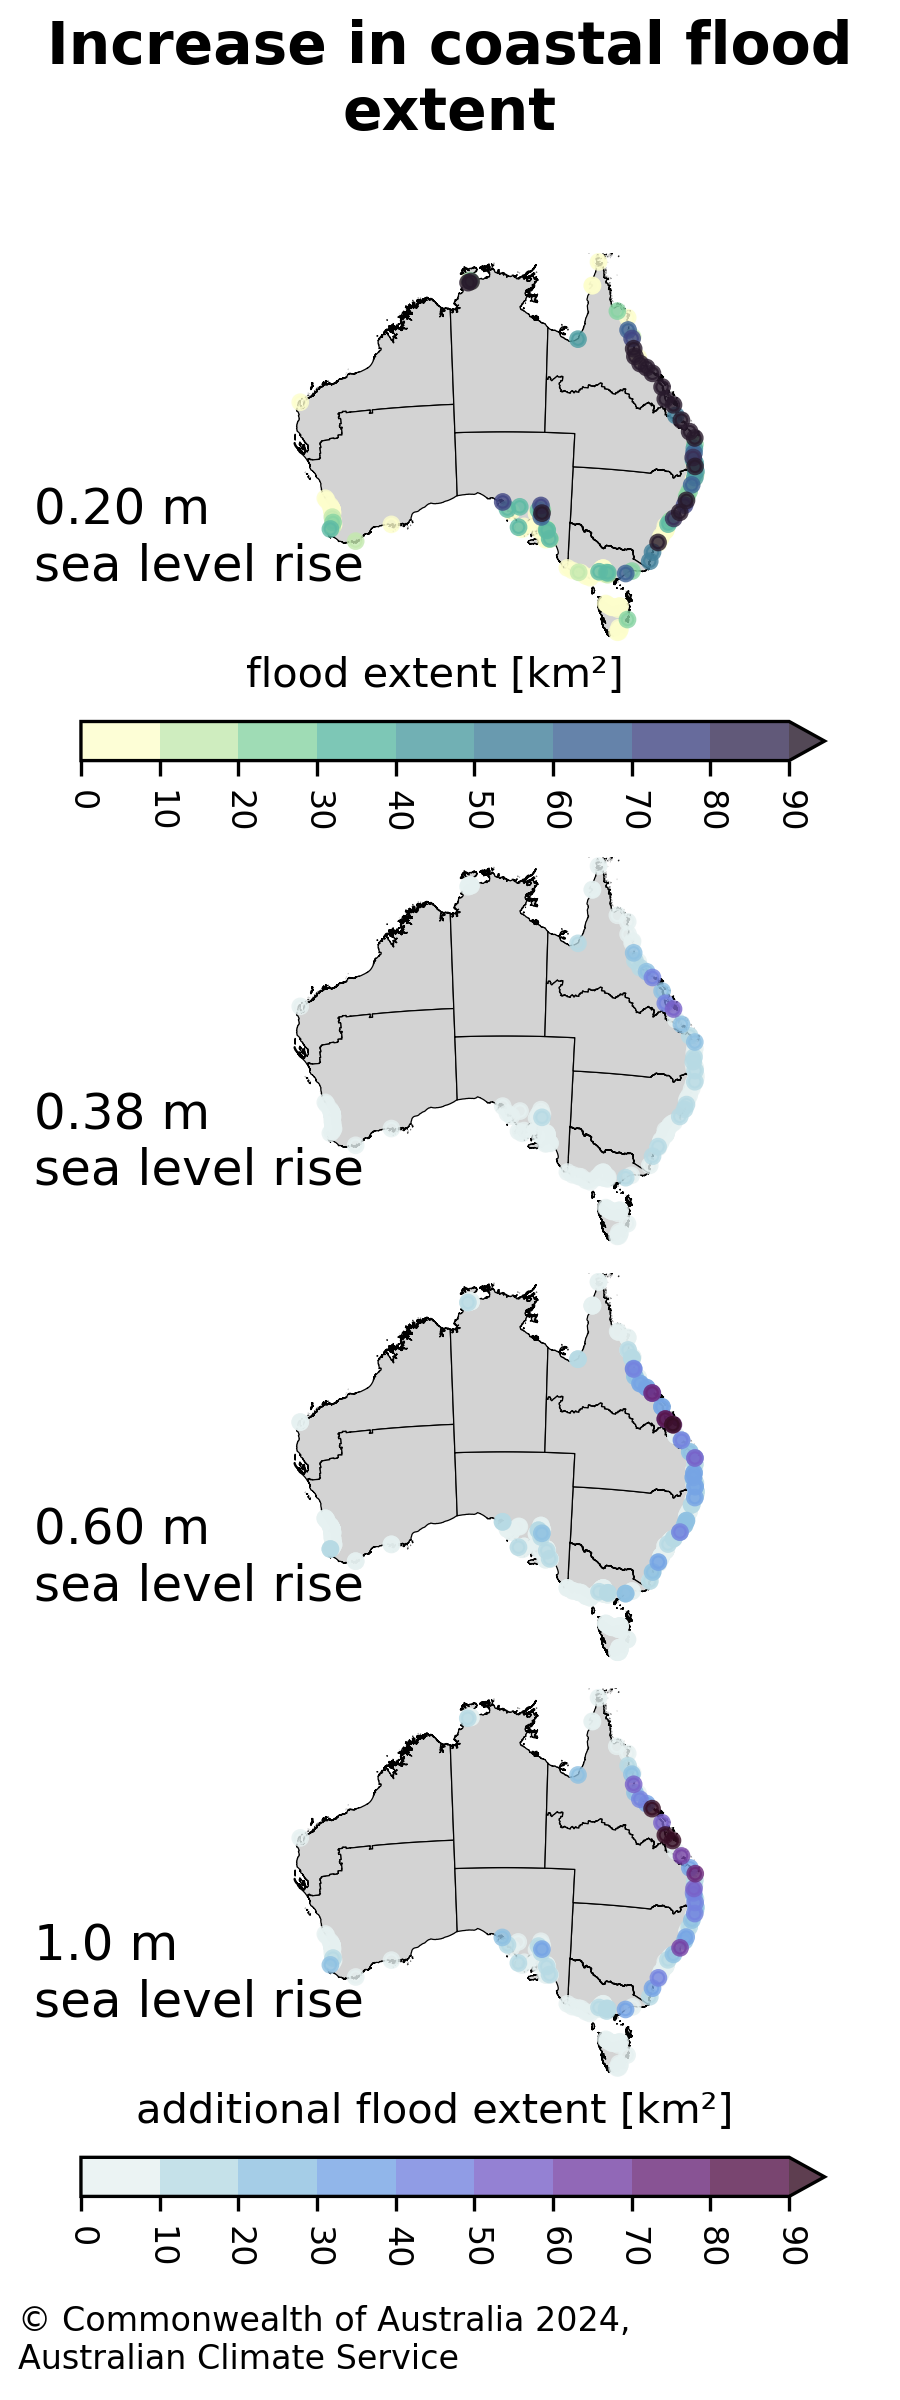 Increase in coastal flood
extent
0.20 m
sea level rise
flood extent [km²]
0 10 20 30 40 50 60 70 80 90
0.38 m
sea level rise
0.60 m
sea level rise
1.0 m
sea level rise
additional flood extent [km²]
0 10 20 30 40 50 60 70 80 90
© Commonwealth of Australia 2024,
Australian Climate Service